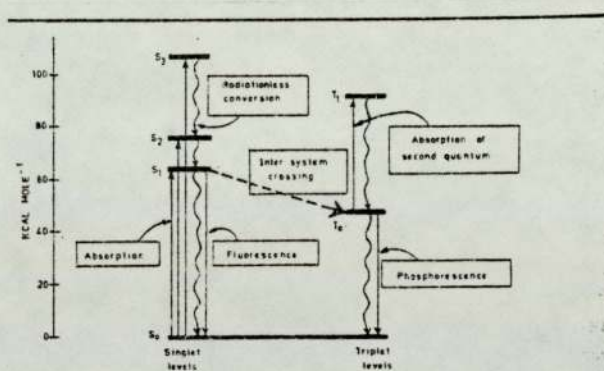 KCAL MOLE⁻¹
100
80
60
40
20
0
S₃
S₂
S₁
S₀
Radiationless
conversion
T₁
Absorption of
second quantum
Inter system
crossing
Absorption
Fluorescence
Phosphorescence
Singlet
levels
Triplet
levels